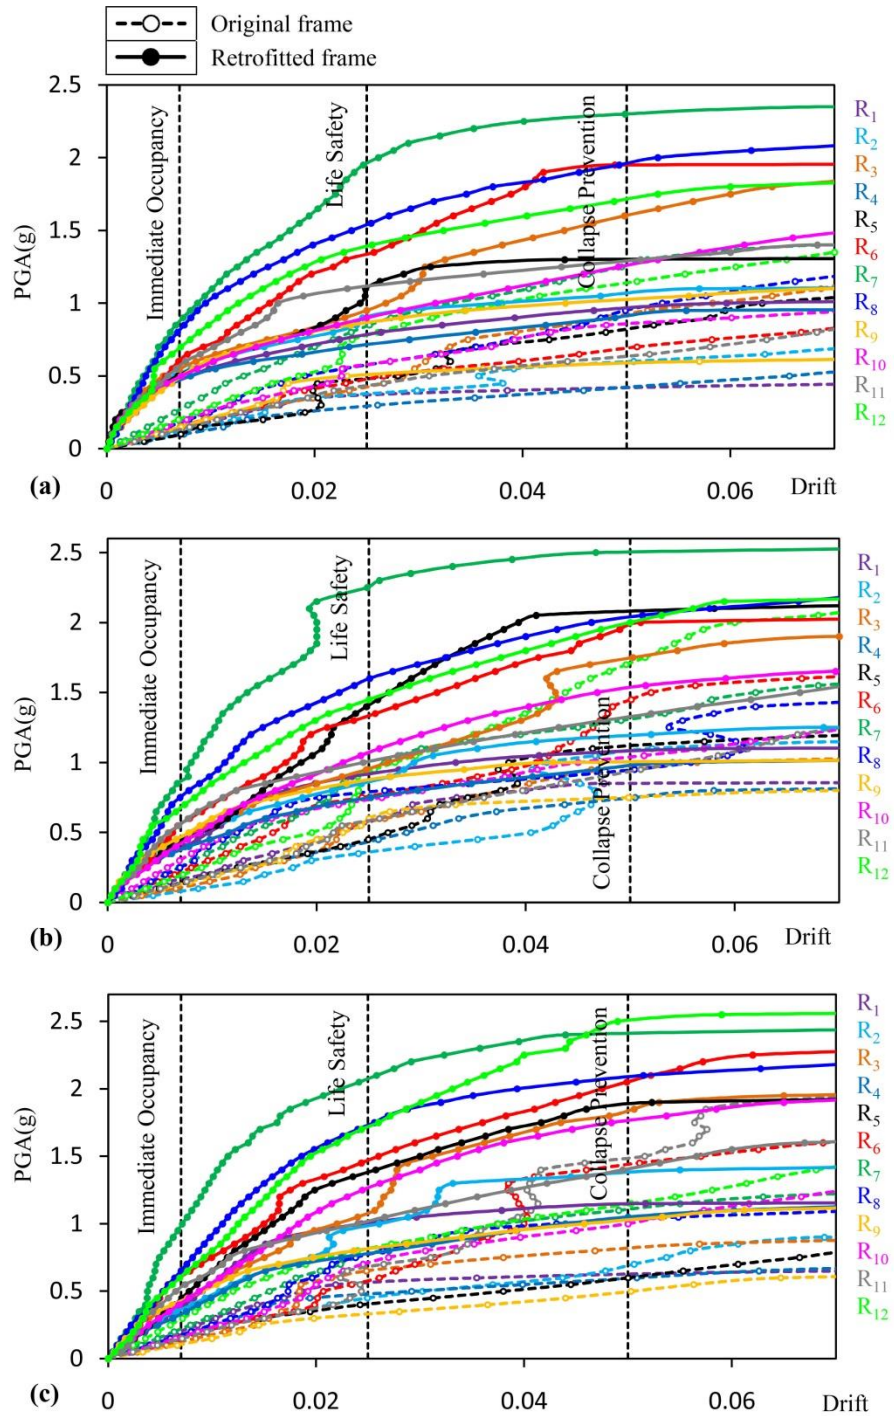 Original frame
Retrofitted frame
2.5
2
1.5
1
0.5
0
PGA(g)
Immediate Occupancy
Life Safety
Collapse Prevention
R1
R2
R3
R4
R5
R6
R7
R8
R9
R10
R11
R12
(a)
0
0.02
0.04
0.06
Drift
2.5
2
1.5
1
0.5
0
PGA(g)
Immediate Occupancy
Life Safety
Collapse Prevention
R1
R2
R3
R4
R5
R6
R7
R8
R9
R10
R11
R12
(b)
0
0.02
0.04
0.06
Drift
2.5
2
1.5
1
0.5
0
PGA(g)
Immediate Occupancy
Life Safety
Collapse Prevention
R1
R2
R3
R4
R5
R6
R7
R8
R9
R10
R11
R12
(c)
0
0.02
0.04
0.06
Drift